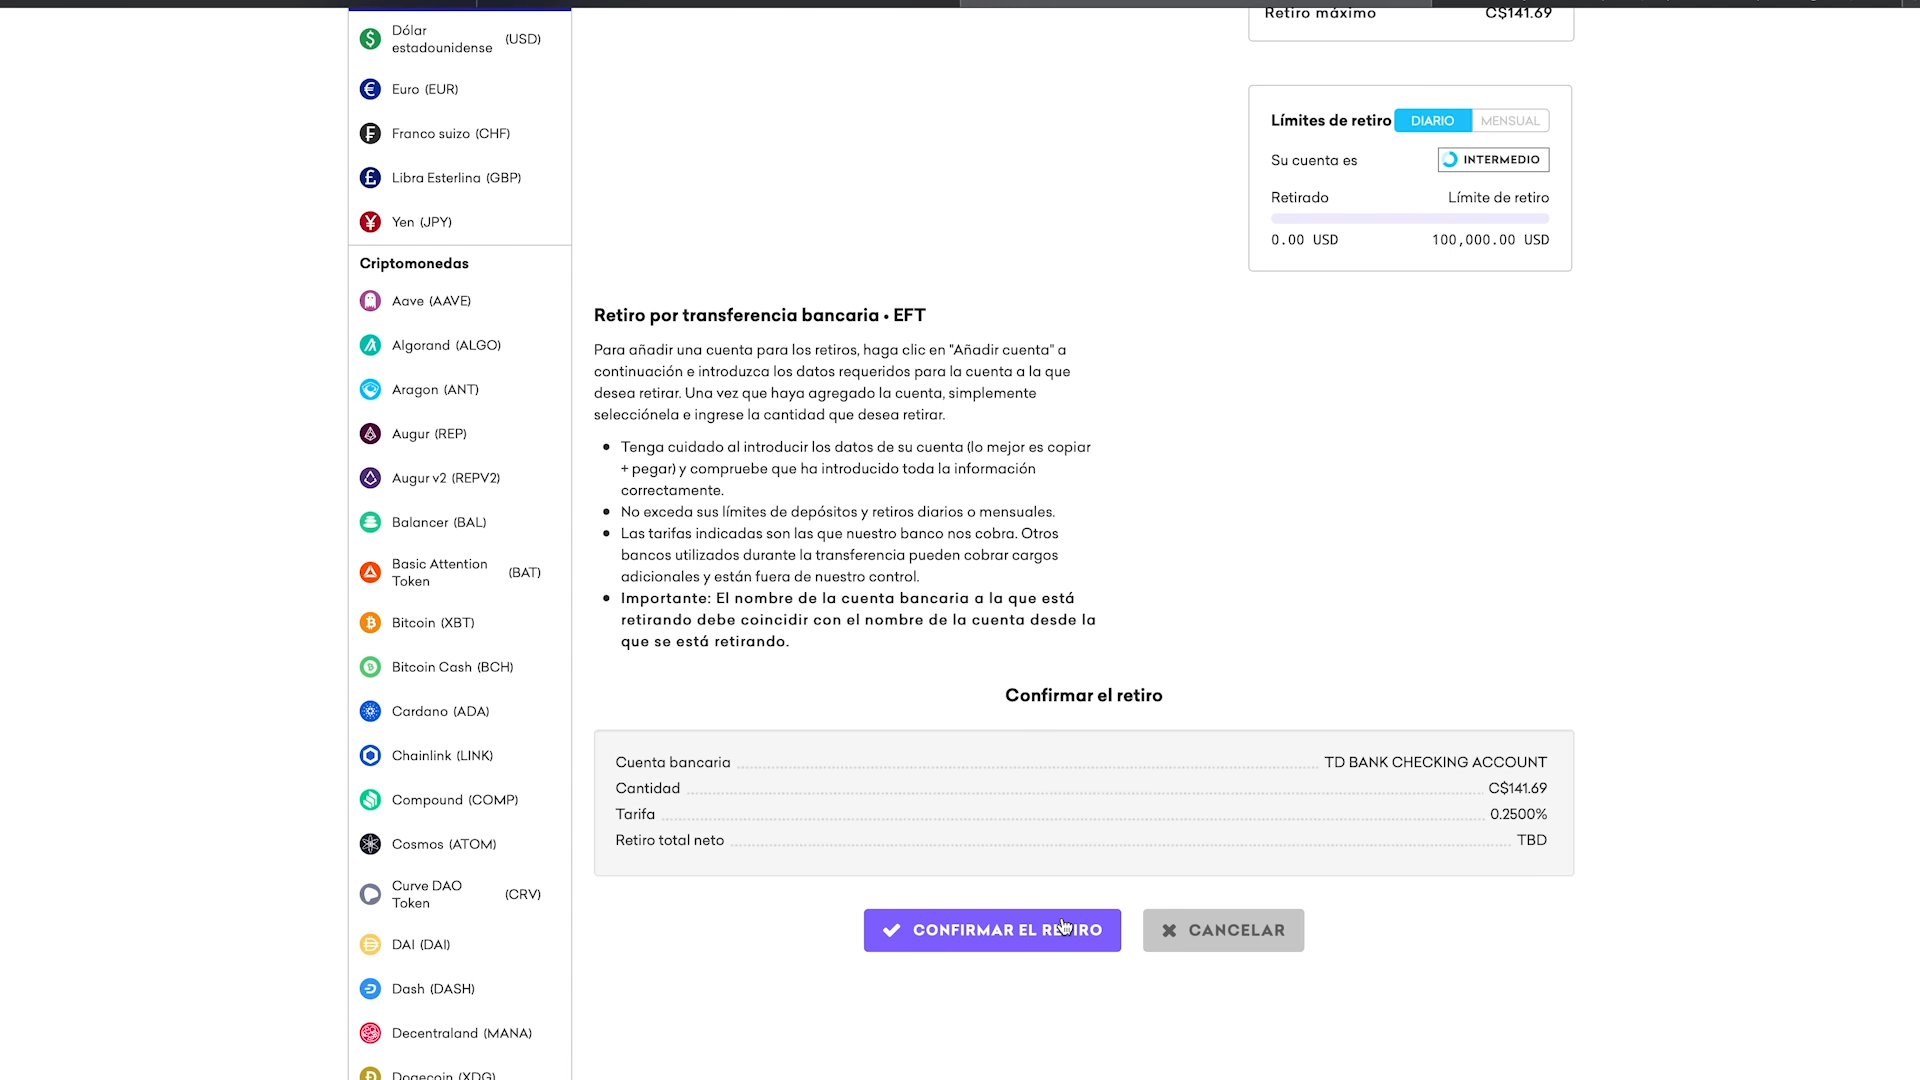 Dólar
estadounidense (USD)
Euro (EUR)
Franco suizo (CHF)
Libra Esterlina (GBP)
Yen (JPY)
Criptomonedas
Aave (AAVE)
Algorand (ALGO)
Aragon (ANT)
Augur (REP)
Augur v2 (REPV2)
Balancer (BAL)
Basic Attention
Token (BAT)
Bitcoin (XBT)
Bitcoin Cash (BCH)
Cardano (ADA)
Chainlink (LINK)
Compound (COMP)
Cosmos (ATOM)
Curve DAO
Token (CRV)
DAI (DAI)
Dash (DASH)
Decentraland (MANA)
Dogecoin (XDG)
Retiro máximo C$141.69
Límites de retiro DIARIO MENSUAL
Su cuenta es INTERMEDIO
Retirado Límite de retiro
0.00 USD 100,000.00 USD
Retiro por transferencia bancaria • EFT
Para añadir una cuenta para los retiros, haga clic en "Añadir cuenta" a
continuación e introduzca los datos requeridos para la cuenta a la que
desea retirar. Una vez que haya agregado la cuenta, simplemente
selecciónela e ingrese la cantidad que desea retirar.
• Tenga cuidado al introducir los datos de su cuenta (lo mejor es copiar
+ pegar) y compruebe que ha introducido toda la información
correctamente.
• No exceda sus límites de depósitos y retiros diarios o mensuales.
• Las tarifas indicadas son las que nuestro banco nos cobra. Otros
bancos utilizados durante la transferencia pueden cobrar cargos
adicionales y están fuera de nuestro control.
• Importante: El nombre de la cuenta bancaria a la que está
retirando debe coincidir con el nombre de la cuenta desde la
que se está retirando.
Confirmar el retiro
Cuenta bancaria TD BANK CHECKING ACCOUNT
Cantidad C$141.69
Tarifa 0.2500%
Retiro total neto TBD
CONFIRMAR EL RETIRO CANCELAR